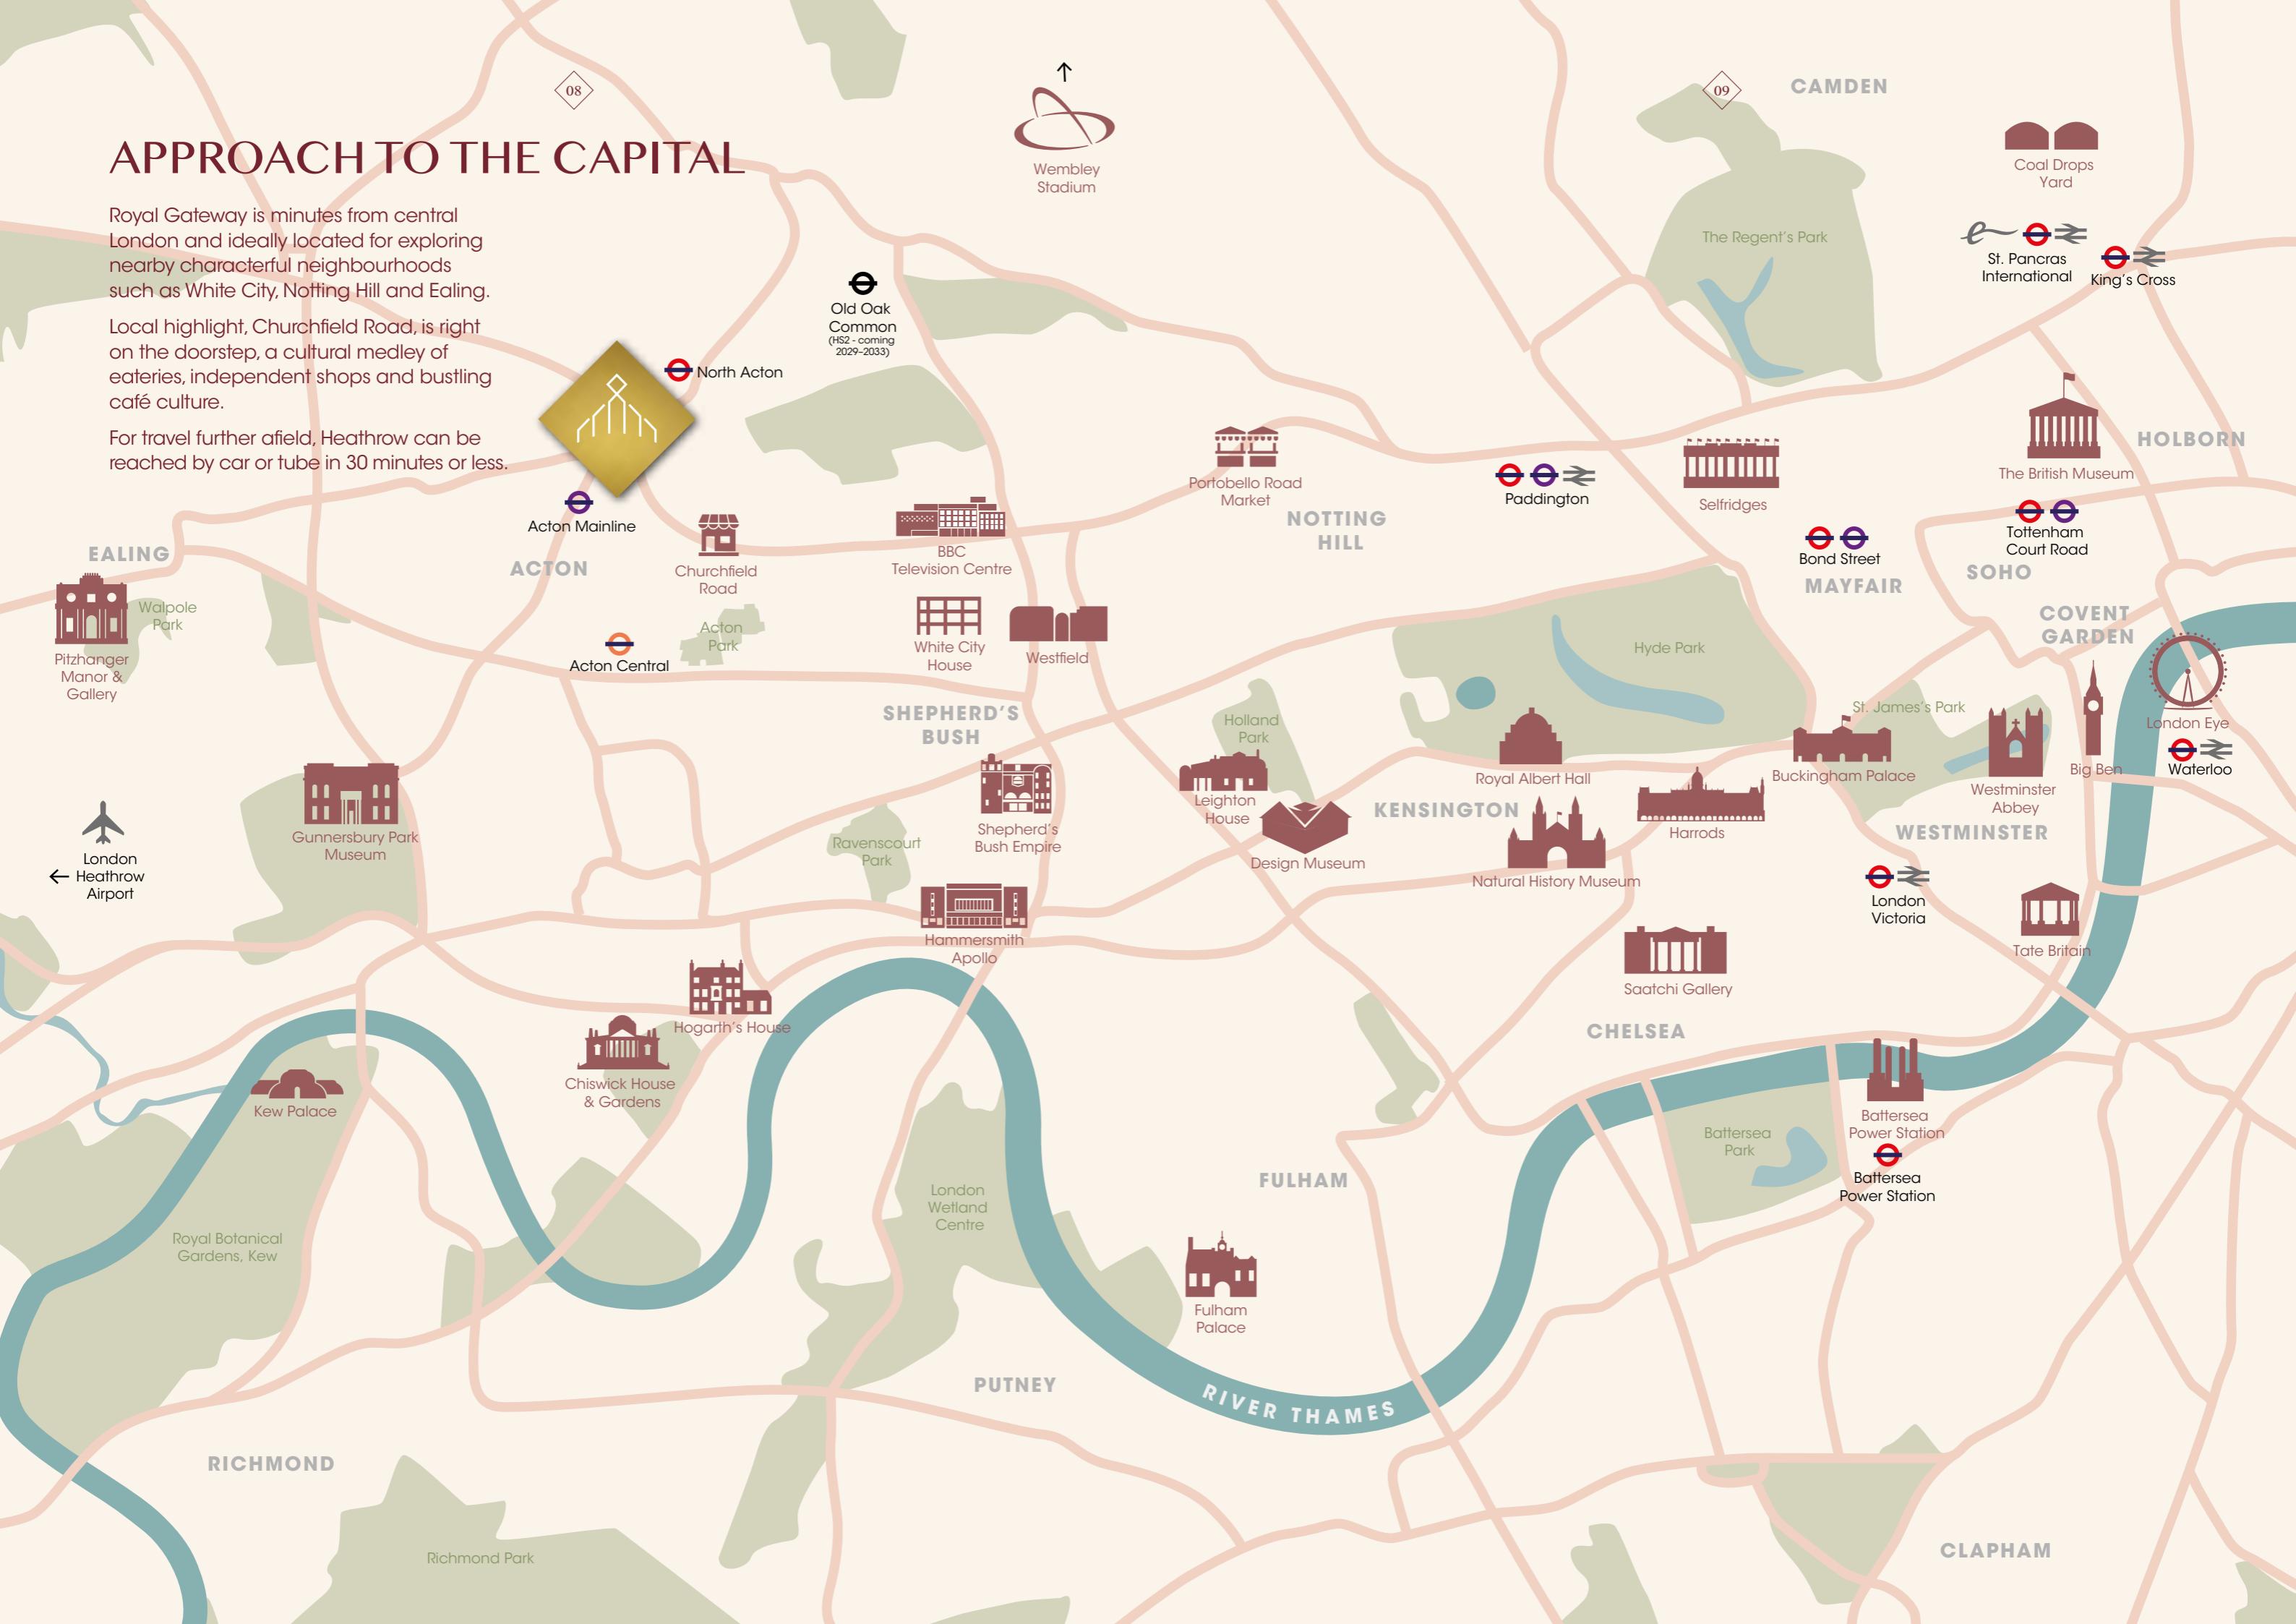 08
09
APPROACH TO THE CAPITAL
Royal Gateway is minutes from central
London and ideally located for exploring
nearby characterful neighbourhoods
such as White City, Notting Hill and Ealing.
Local highlight, Churchfield Road, is right
on the doorstep, a cultural medley of
eateries, independent shops and bustling
café culture.
For travel further afield, Heathrow can be
reached by car or tube in 30 minutes or less.
Wembley
Stadium
CAMDEN
Coal Drops
Yard
The Regent's Park
e
St. Pancras
International
King's Cross
Old Oak
Common
(HS2 - coming
2029–2033)
North Acton
Acton Mainline
Portobello Road
Market
NOTTING
HILL
Paddington
Selfridges
The British Museum
HOLBORN
Tottenham
Court Road
Bond Street
MAYFAIR
SOHO
COVENT
GARDEN
EALING
Walpole
Park
Pitzhanger
Manor &
Gallery
ACTON
Churchfield
Road
BBC
Television Centre
Acton
Park
Acton Central
White City
House
Westfield
Hyde Park
St. James's Park
London Eye
Waterloo
Big Ben
SHEPHERD'S
BUSH
Holland
Park
Leighton
House
Royal Albert Hall
Buckingham Palace
Westminster
Abbey
KENSINGTON
Harrods
WESTMINSTER
Design Museum
Natural History Museum
London
Victoria
Tate Britain
Gunnersbury Park
Museum
London
Heathrow
Airport
Ravenscourt
Park
Shepherd's
Bush Empire
Hammersmith
Apollo
Saatchi Gallery
CHELSEA
Hogarth's House
Chiswick House
& Gardens
Kew Palace
Battersea
Power Station
Battersea
Park
Battersea
Power Station
FULHAM
London
Wetland
Centre
Royal Botanical
Gardens, Kew
Fulham
Palace
PUTNEY
RIVER THAMES
RICHMOND
Richmond Park
CLAPHAM